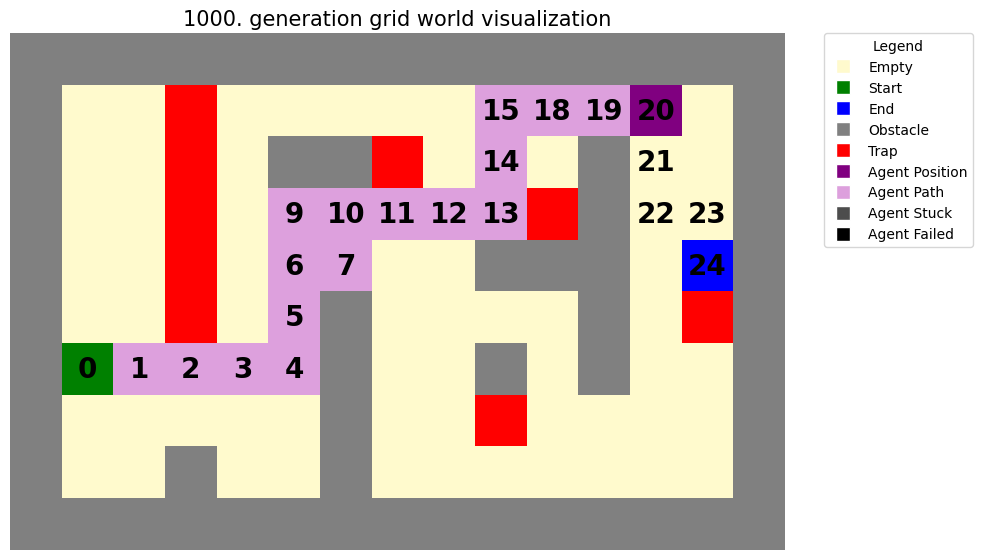 1000. generation grid world visualization
Legend
Empty
Start
End
Obstacle
Trap
Agent Position
Agent Path
Agent Stuck
Agent Failed
15 18 19 20
14 21
9 10 11 12 13 22 23
6 7 24
5
0 1 2 3 4